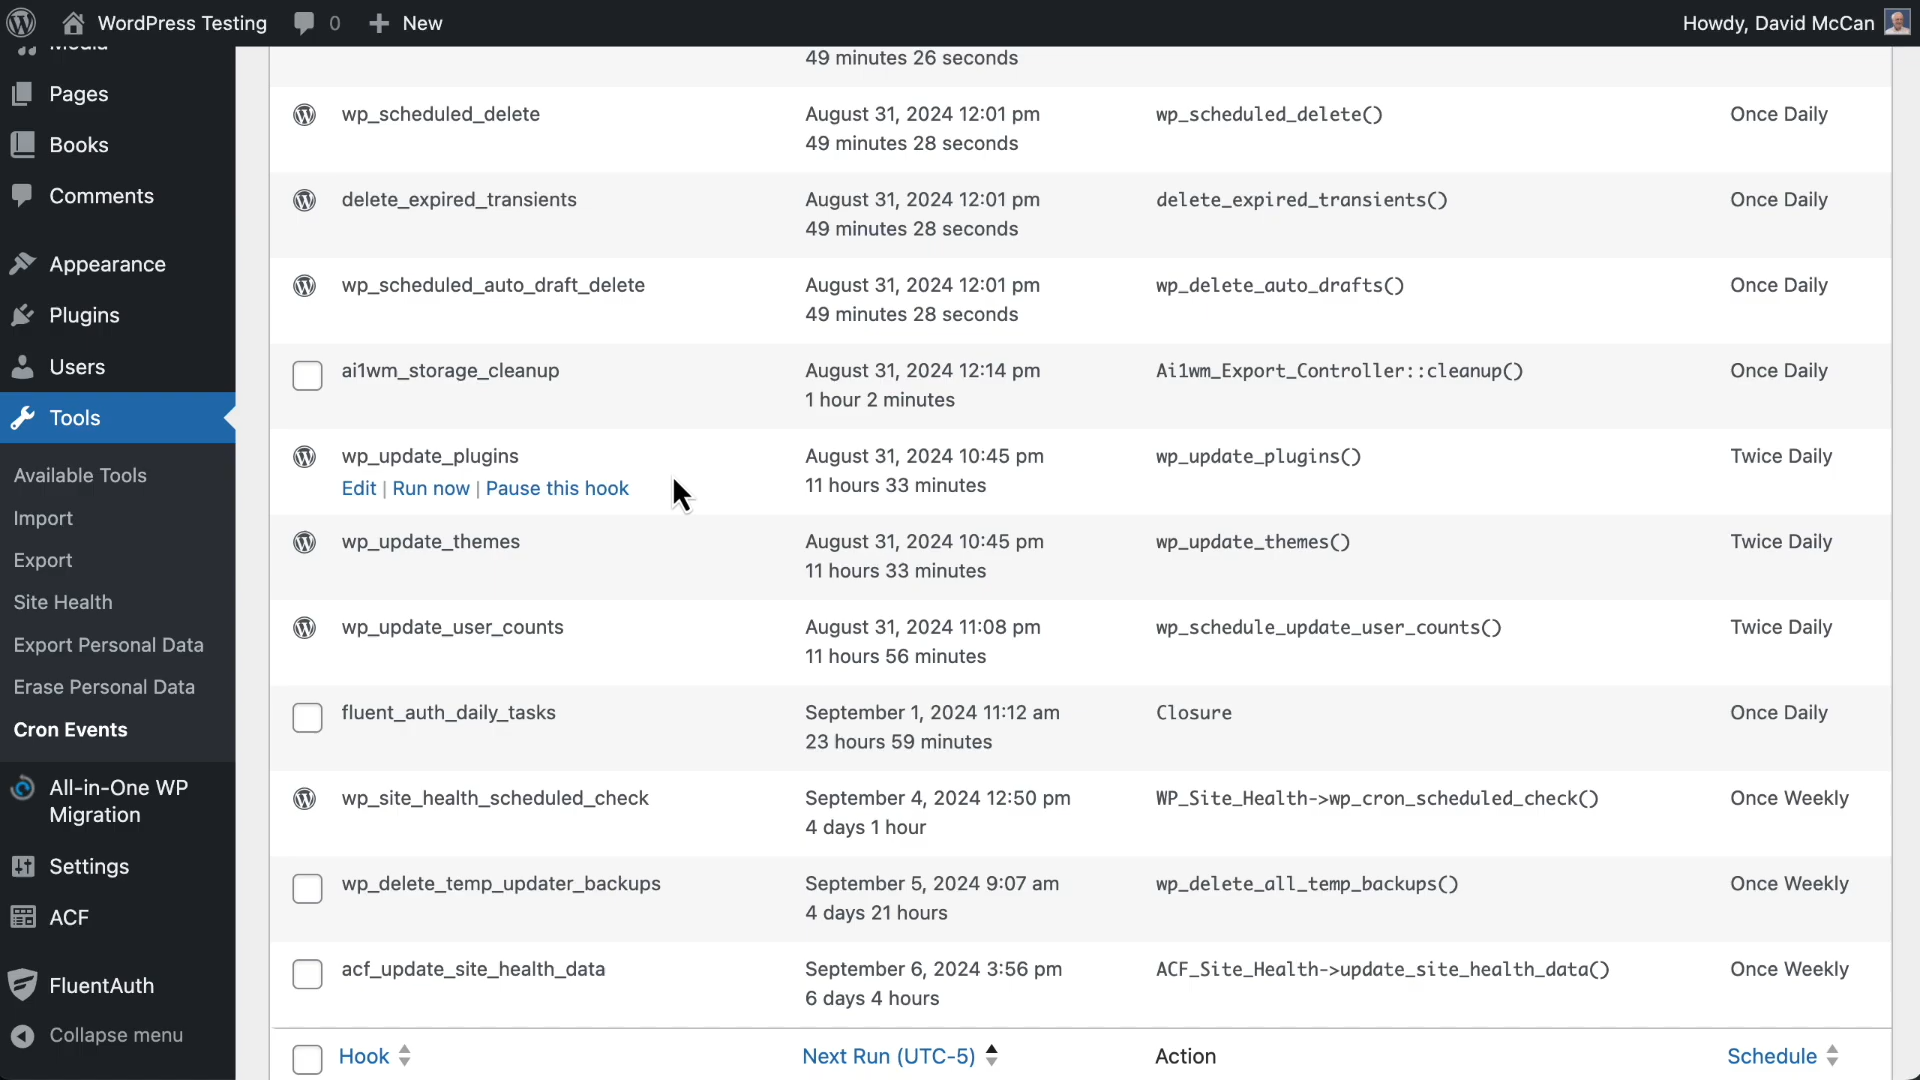 WordPress Testing 0 New Howdy, David McCan
Media
Pages
Books
Comments
Appearance
Plugins
Users
Tools
Available Tools
Import
Export
Site Health
Export Personal Data
Erase Personal Data
Cron Events
All-in-One WP
Migration
Settings
ACF
FluentAuth
Collapse menu
49 minutes 26 seconds
wp_scheduled_delete August 31, 2024 12:01 pm wp_scheduled_delete() Once Daily
49 minutes 28 seconds
delete_expired_transients August 31, 2024 12:01 pm delete_expired_transients() Once Daily
49 minutes 28 seconds
wp_scheduled_auto_draft_delete August 31, 2024 12:01 pm wp_delete_auto_drafts() Once Daily
49 minutes 28 seconds
ai1wm_storage_cleanup August 31, 2024 12:14 pm Ai1wm_Export_Controller::cleanup() Once Daily
1 hour 2 minutes
wp_update_plugins August 31, 2024 10:45 pm wp_update_plugins() Twice Daily
Edit | Run now | Pause this hook 11 hours 33 minutes
wp_update_themes August 31, 2024 10:45 pm wp_update_themes() Twice Daily
11 hours 33 minutes
wp_update_user_counts August 31, 2024 11:08 pm wp_schedule_update_user_counts() Twice Daily
11 hours 56 minutes
fluent_auth_daily_tasks September 1, 2024 11:12 am Closure Once Daily
23 hours 59 minutes
wp_site_health_scheduled_check September 4, 2024 12:50 pm WP_Site_Health->wp_cron_scheduled_check() Once Weekly
4 days 1 hour
wp_delete_temp_updater_backups September 5, 2024 9:07 am wp_delete_all_temp_backups() Once Weekly
4 days 21 hours
acf_update_site_health_data September 6, 2024 3:56 pm ACF_Site_Health->update_site_health_data() Once Weekly
6 days 4 hours
Hook Next Run (UTC-5) Action Schedule